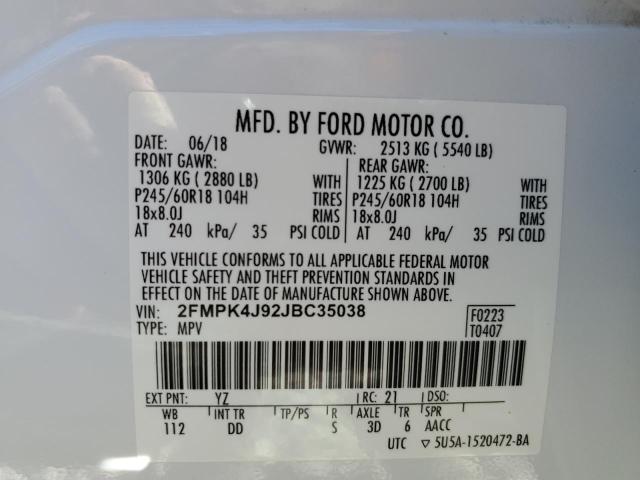 MFD. BY FORD MOTOR CO.
DATE: 06/18 GVWR: 2513 KG ( 5540 LB)
FRONT GAWR: REAR GAWR:
1306 KG ( 2880 LB) WITH 1225 KG ( 2700 LB) WITH
P245/60R18 104H TIRES P245/60R18 104H TIRES
18x8.0J RIMS 18x8.0J RIMS
AT 240 kPa/ 35 PSI COLD AT 240 kPa/ 35 PSI COLD
THIS VEHICLE CONFORMS TO ALL APPLICABLE FEDERAL MOTOR
VEHICLE SAFETY AND THEFT PREVENTION STANDARDS IN
EFFECT ON THE DATE OF MANUFACTURE SHOWN ABOVE.
VIN: 2FMPK4J92JBC35038 F0223
TYPE: MPV T0407
EXT PNT: YZ RC: 21 DSO:
WB INT TR TP/PS R AXLE TR SPR
112 DD S 3D 6 AACC
UTC ▽ 5U5A-1520472-BA